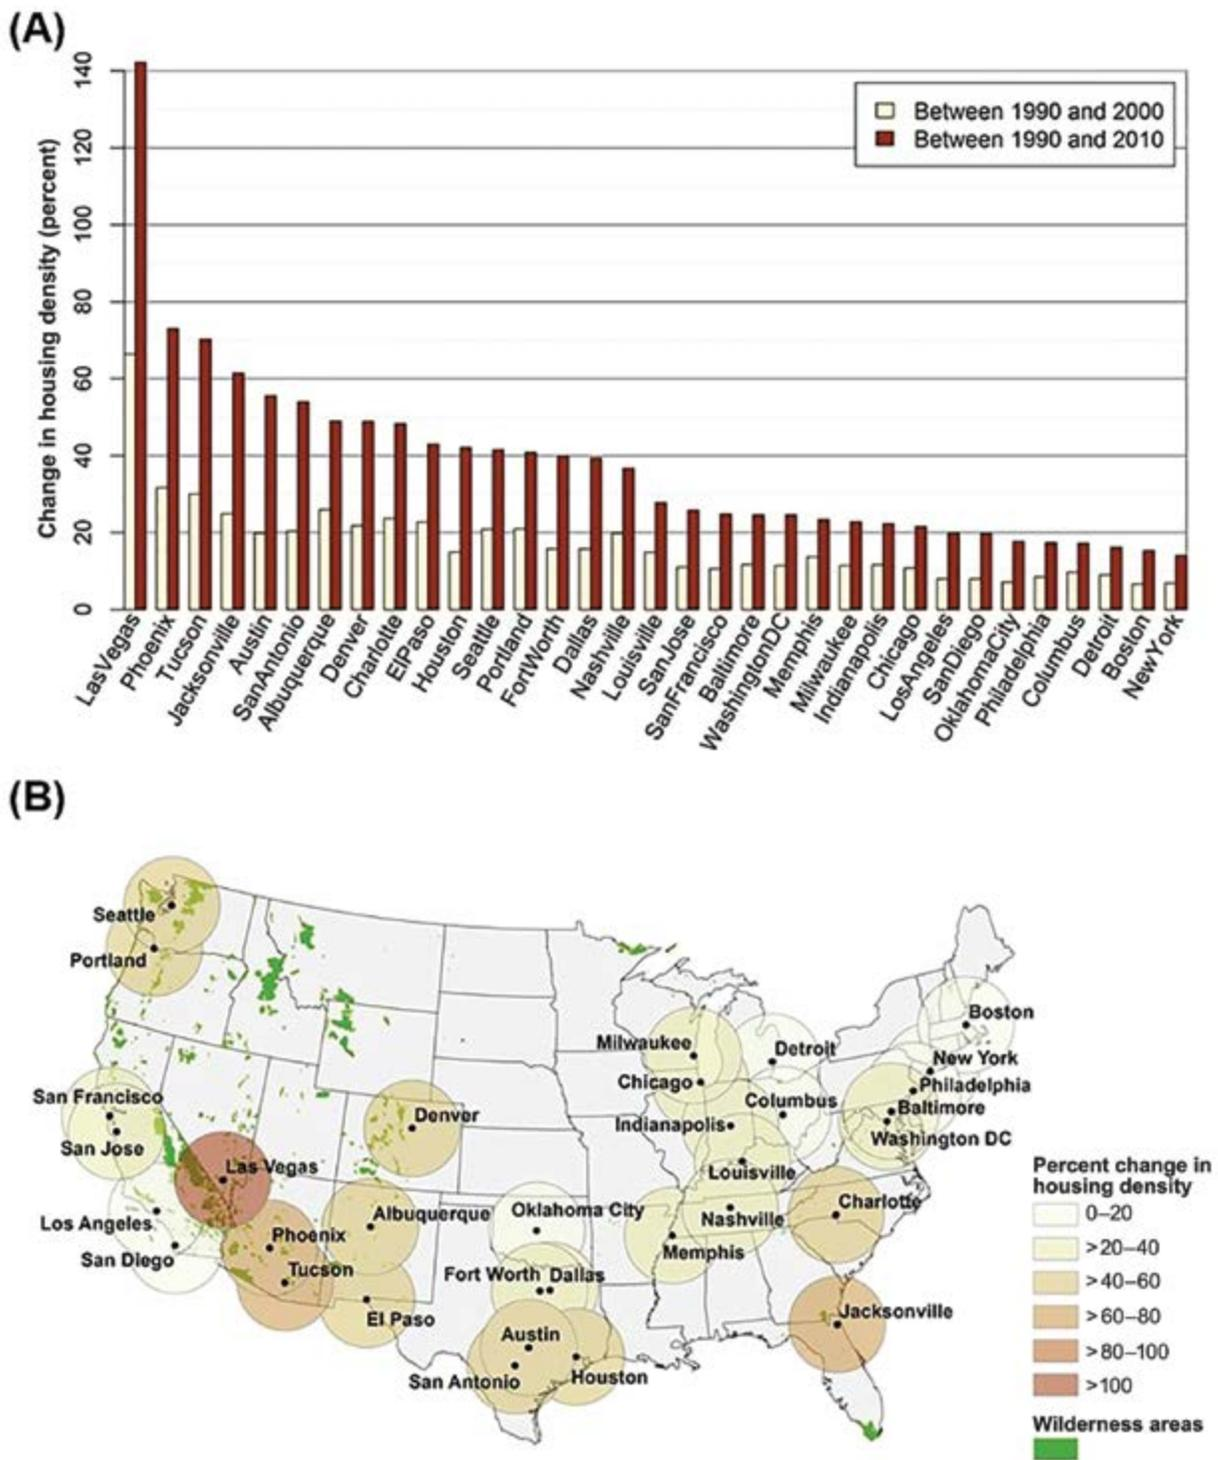 (A)
Change in housing density (percent)
140
120
100
80
60
40
20
0
Between 1990 and 2000
Between 1990 and 2010
LasVegas
Phoenix
Tucson
Jacksonville
Austin
SanAntonio
Albuquerque
Denver
Charlotte
ElPaso
Houston
Seattle
Portland
FortWorth
Dallas
Nashville
Louisville
SanJose
SanFrancisco
Baltimore
WashingtonDC
Memphis
Milwaukee
Indianapolis
Chicago
LosAngeles
SanDiego
OklahomaCity
Philadelphia
Columbus
Detroit
Boston
NewYork
(B)
Seattle
Portland
Boston
Milwaukee
Detroit
New York
Chicago
Philadelphia
San Francisco
Columbus
Baltimore
Denver
Indianapolis
Washington DC
San Jose
Las Vegas
Louisville
Charlotte
Los Angeles
Albuquerque
Oklahoma City
Nashville
San Diego
Phoenix
Memphis
Tucson
Fort Worth
Dallas
El Paso
Jacksonville
Austin
San Antonio
Houston
Percent change in
housing density
0–20
>20–40
>40–60
>60–80
>80–100
>100
Wilderness areas